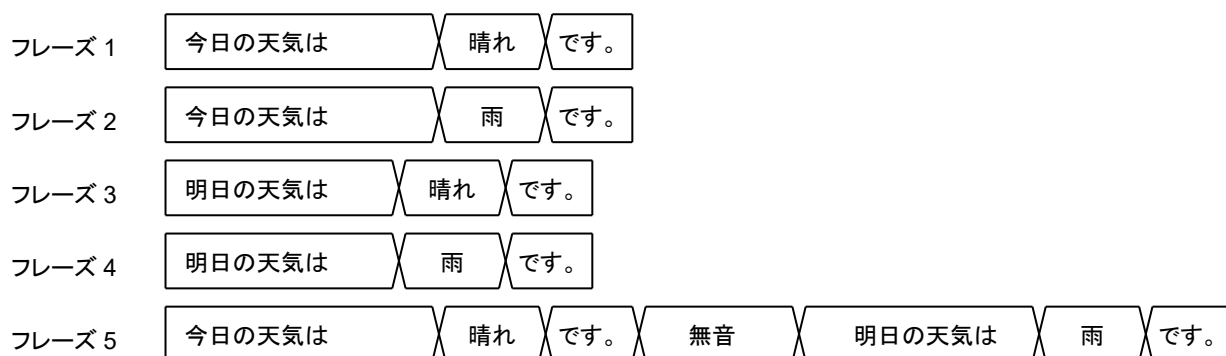 フレーズ 1 今日の天気は 晴れ です。
フレーズ 2 今日の天気は 雨 です。
フレーズ 3 明日の天気は 晴れ です。
フレーズ 4 明日の天気は 雨 です。
フレーズ 5 今日の天気は 晴れ です。 無音 明日の天気は 雨 です。